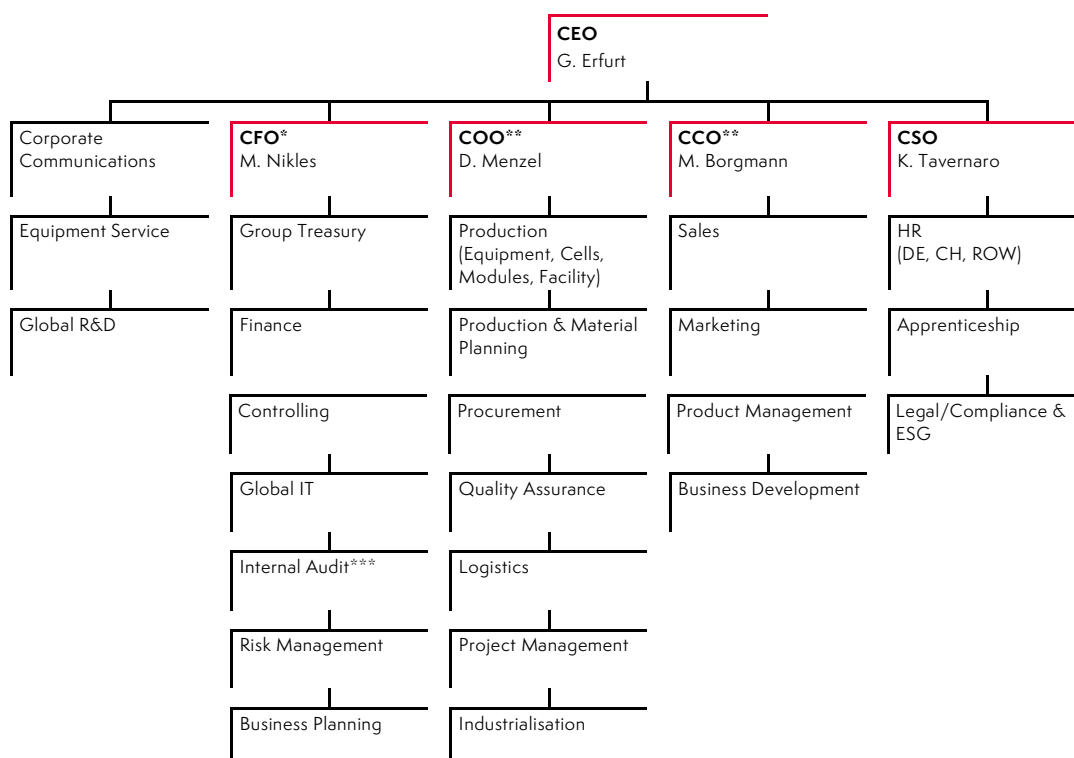 CEO
G. Erfurt
Corporate
Communications
Equipment Service
Global R&D
CFO*
M. Nikles
Group Treasury
Finance
Controlling
Global IT
Internal Audit***
Risk Management
Business Planning
COO**
D. Menzel
Production
(Equipment, Cells,
Modules, Facility)
Production & Material
Planning
Procurement
Quality Assurance
Logistics
Project Management
Industrialisation
CCO**
M. Borgmann
Sales
Marketing
Product Management
Business Development
CSO
K. Tavernaro
HR
(DE, CH, ROW)
Apprenticeship
Legal/Compliance &
ESG